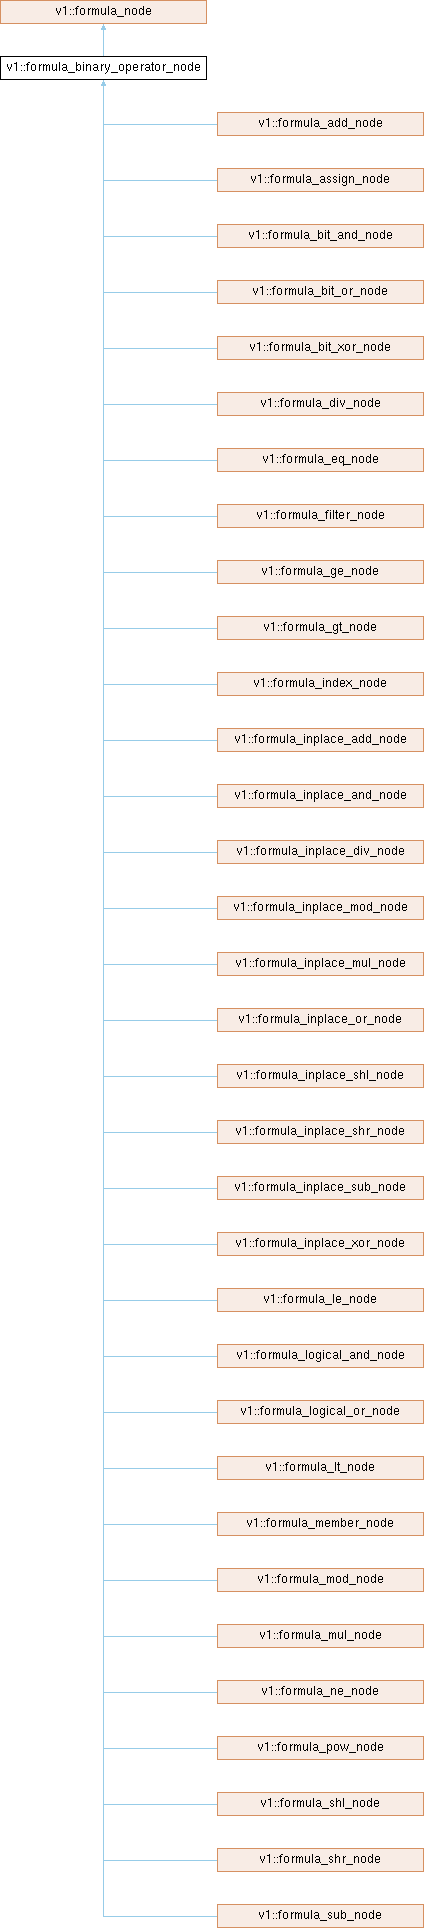 v1::formula_node
v1::formula_binary_operator_node
v1::formula_add_node
v1::formula_assign_node
v1::formula_bit_and_node
v1::formula_bit_or_node
v1::formula_bit_xor_node
v1::formula_div_node
v1::formula_eq_node
v1::formula_filter_node
v1::formula_ge_node
v1::formula_gt_node
v1::formula_index_node
v1::formula_inplace_add_node
v1::formula_inplace_and_node
v1::formula_inplace_div_node
v1::formula_inplace_mod_node
v1::formula_inplace_mul_node
v1::formula_inplace_or_node
v1::formula_inplace_shl_node
v1::formula_inplace_shr_node
v1::formula_inplace_sub_node
v1::formula_inplace_xor_node
v1::formula_le_node
v1::formula_logical_and_node
v1::formula_logical_or_node
v1::formula_lt_node
v1::formula_member_node
v1::formula_mod_node
v1::formula_mul_node
v1::formula_ne_node
v1::formula_pow_node
v1::formula_shl_node
v1::formula_shr_node
v1::formula_sub_node